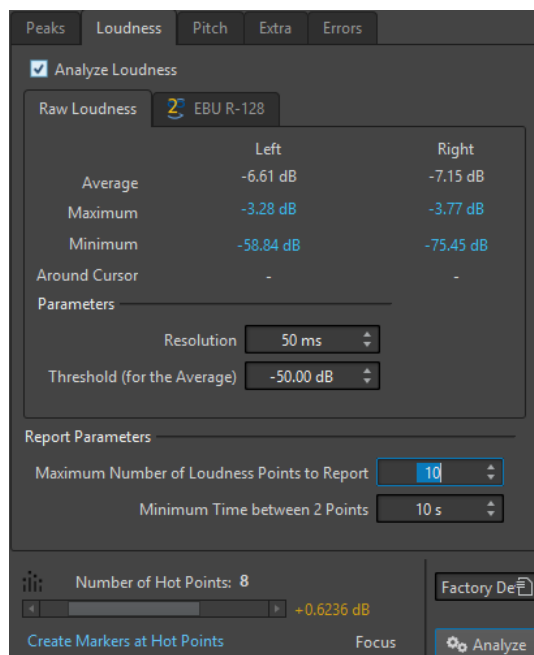 Peaks Loudness Pitch Extra Errors
Analyze Loudness
Raw Loudness 2 EBU R-128
Left Right
Average -6.61 dB -7.15 dB
Maximum -3.28 dB -3.77 dB
Minimum -58.84 dB -75.45 dB
Around Cursor - -
Parameters
Resolution 50 ms
Threshold (for the Average) -50.00 dB
Report Parameters
Maximum Number of Loudness Points to Report 10
Minimum Time between 2 Points 10 s
Number of Hot Points: 8
Factory De
+0.6236 dB
Create Markers at Hot Points Focus Analyze